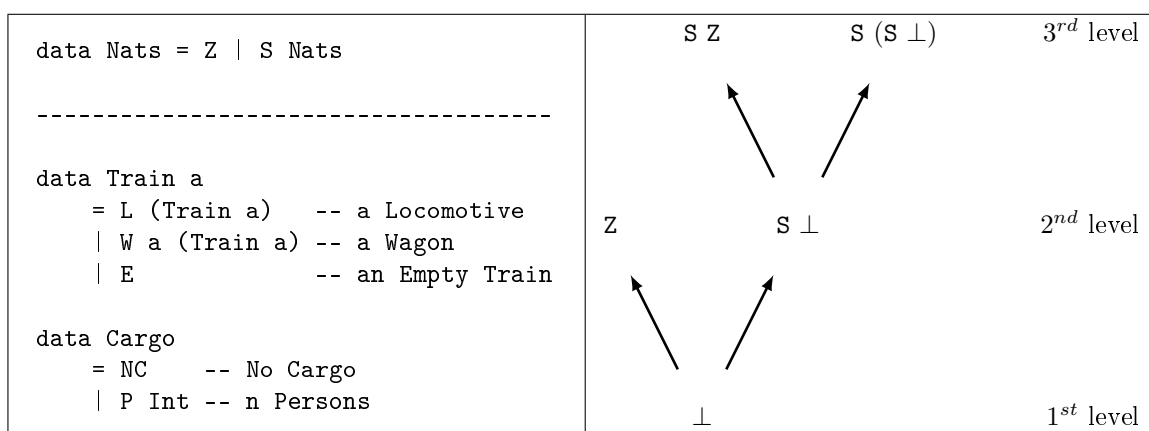 data Nats = Z | S Nats
-------------------------------------
data Train a
= L (Train a)   -- a Locomotive
| W a (Train a) -- a Wagon
| E             -- an Empty Train
data Cargo
= NC    -- No Cargo
| P Int -- n Persons
S Z S (S ⊥) 3rd level
Z S ⊥ 2nd level
⊥ 1st level